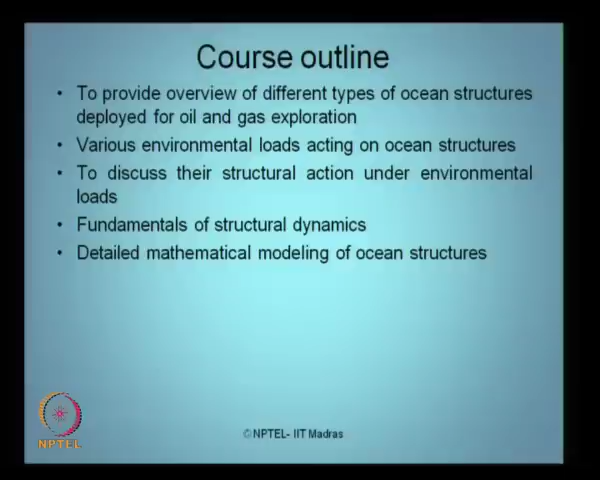 Course outline
• To provide overview of different types of ocean structures
deployed for oil and gas exploration
• Various environmental loads acting on ocean structures
• To discuss their structural action under environmental
loads
• Fundamentals of structural dynamics
• Detailed mathematical modeling of ocean structures
NPTEL
©NPTEL- IIT Madras